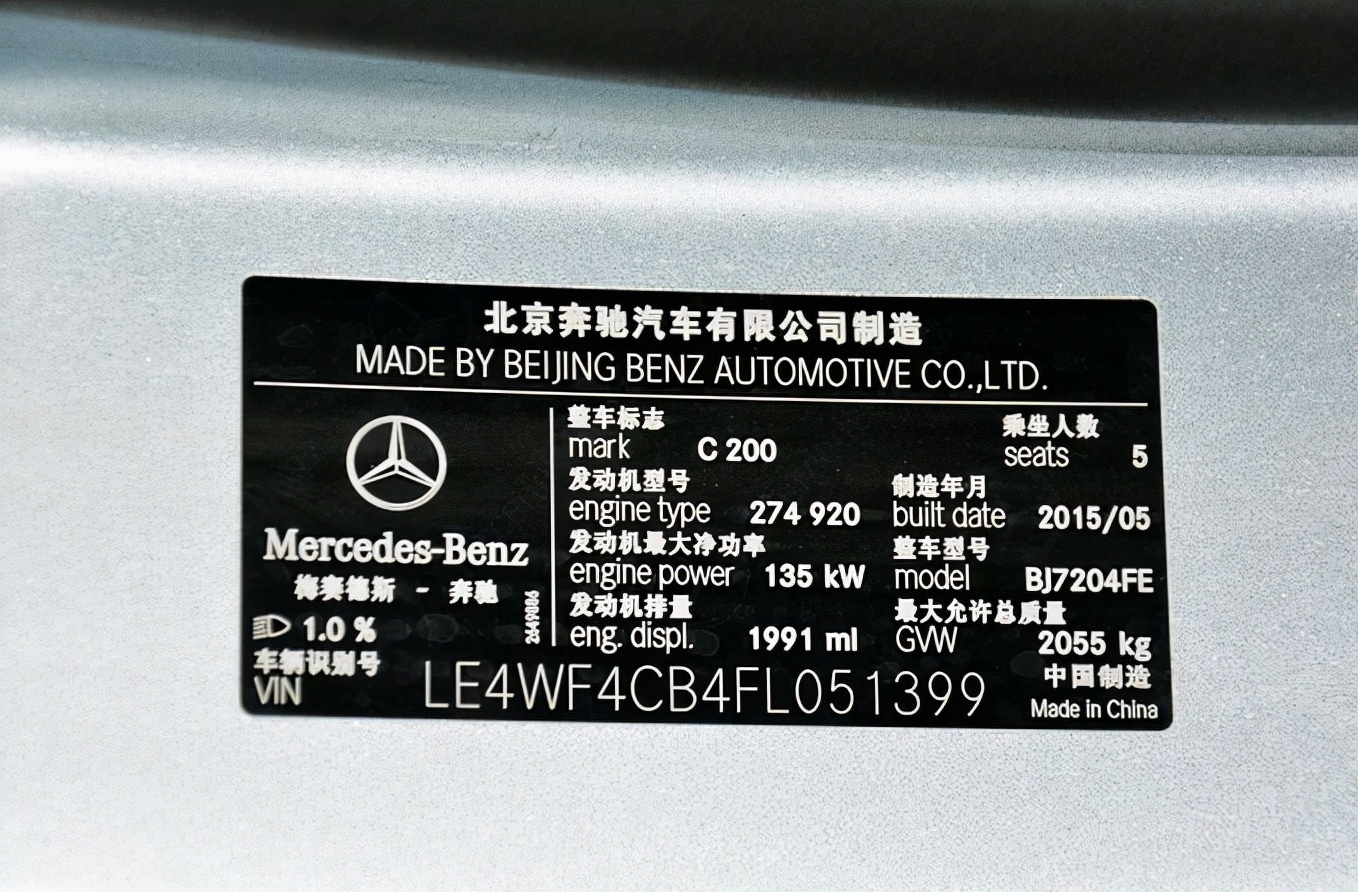 北京奔驰汽车有限公司制造
MADE BY BEIJING BENZ AUTOMOTIVE CO.,LTD.
Mercedes-Benz
梅赛德斯 - 奔驰
1.0 %
2649886
整车标志 乘坐人数
mark C 200 seats 5
发动机型号 制造年月
engine type 274 920 built date 2015/05
发动机最大净功率 整车型号
engine power 135 kW model BJ7204FE
发动机排量 最大允许总质量
eng. displ. 1991 ml GVW 2055 kg
车辆识别号 中国制造
VIN LE4WF4CB4FL051399 Made in China